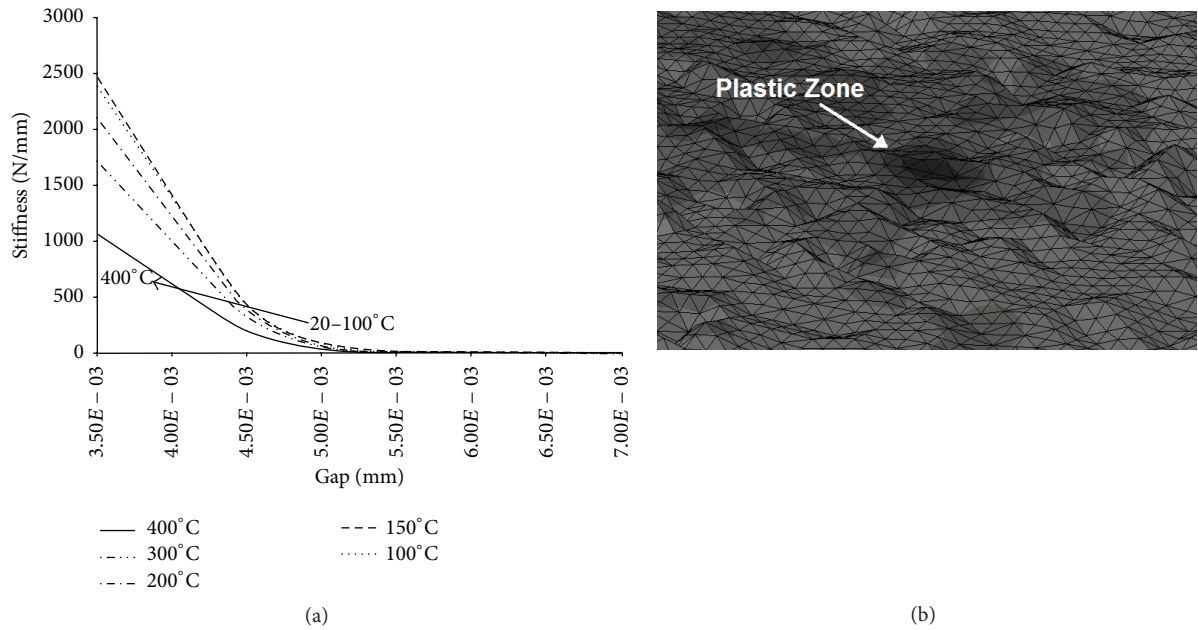 3000
2500
2000
1500
1000
500
0
Stiffness (N/mm)
400°C
20–100°C
3.50E − 03
4.00E − 03
4.50E − 03
5.00E − 03
5.50E − 03
6.00E − 03
6.50E − 03
7.00E − 03
Gap (mm)
400°C
300°C
200°C
150°C
100°C
(a)
Plastic Zone
(b)